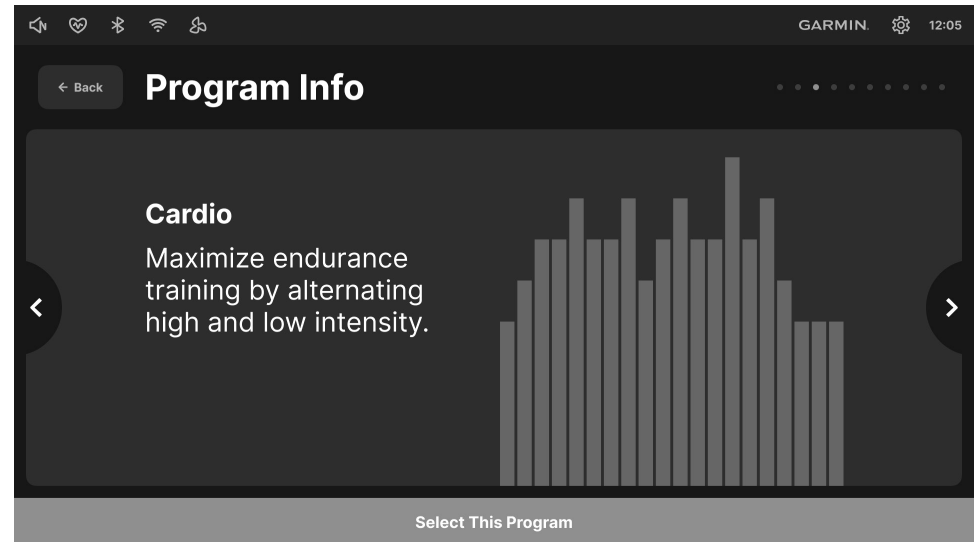 GARMIN.
12:05
← Back
Program Info
Cardio
Maximize endurance
training by alternating
high and low intensity.
Select This Program